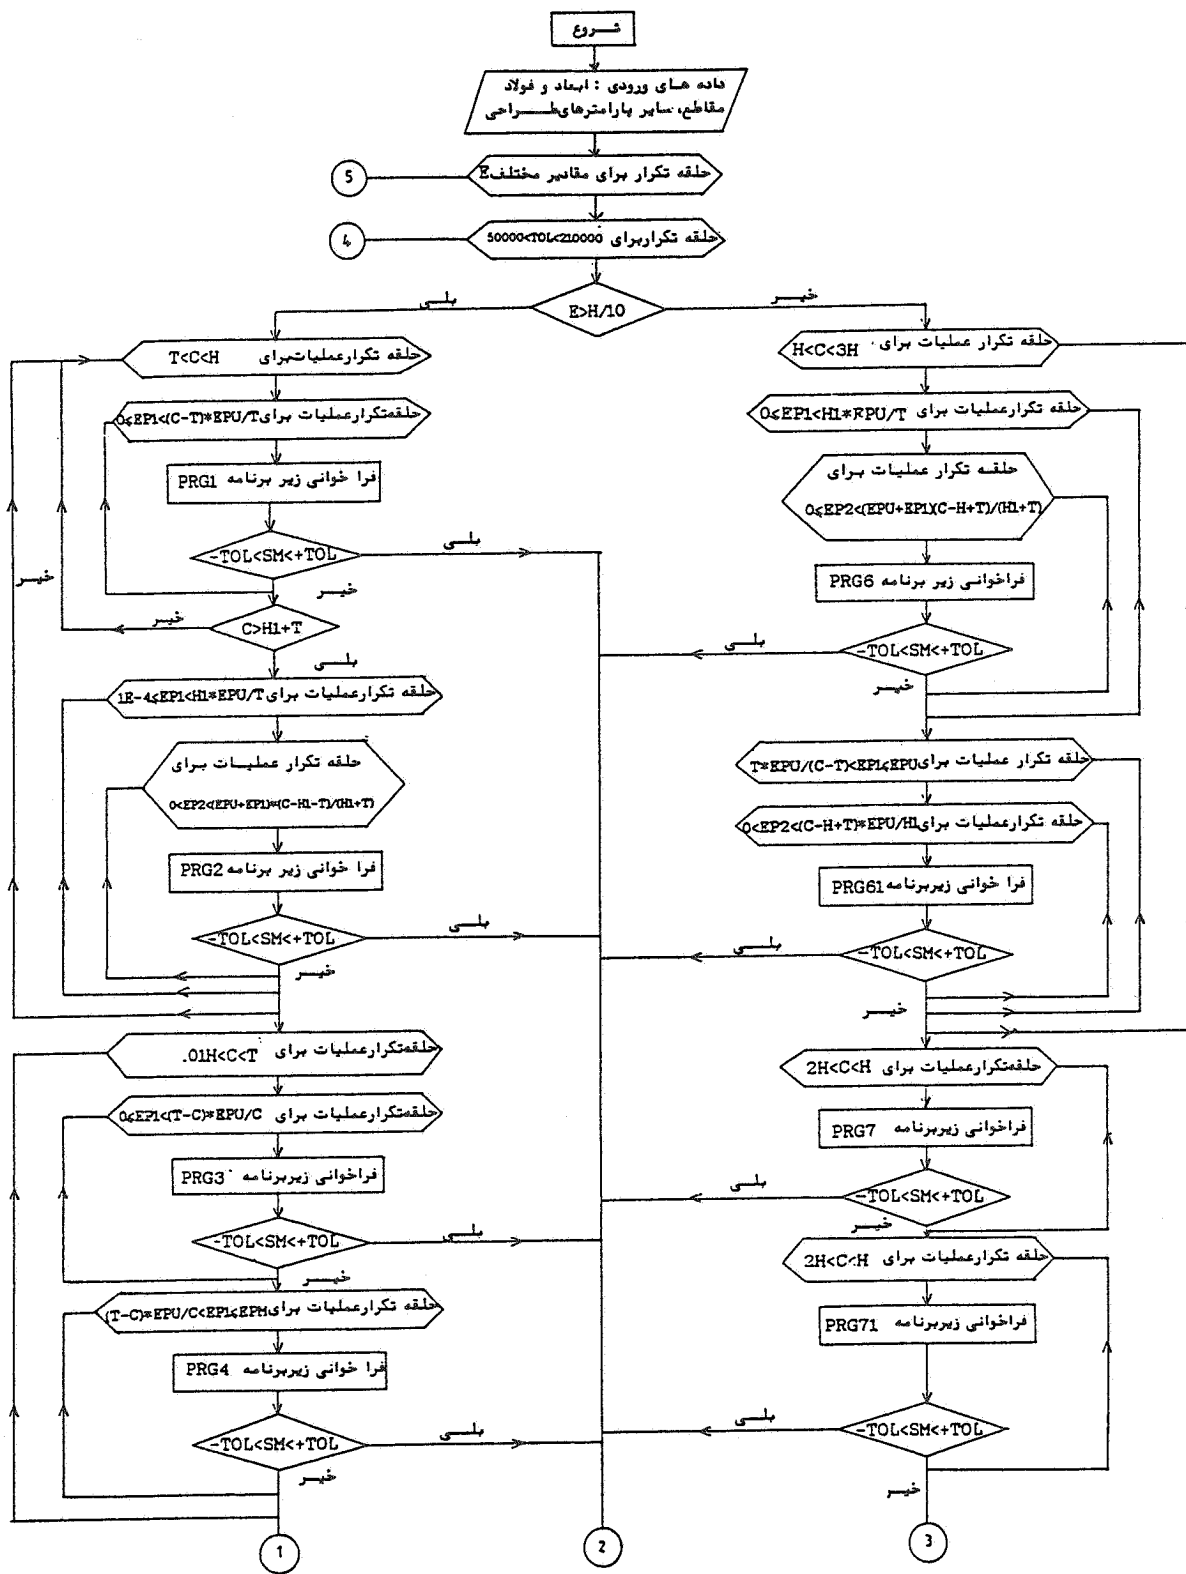 شروع
داده های ورودی : ابعاد و فولاد
مقاطع، سایر پارامترهای طراحی
5
حلقه تکرار برای مقادیر مختلف E
4
حلقه تکرار برای 50000<TOL<210000
E>H/10
بلی
خیر
حلقه تکرار عملیات برای T<C<H
حلقه تکرار عملیات برای 0≤EP1<(C-T)*EPU/T
فرا خوانی زیر برنامه PRG1
-TOL<SM<+TOL
بلی
خیر
C>H1+T
خیر
خیر
بلی
حلقه تکرار عملیات برای 1E-4≤EP1<H1*EPU/T
حلقه تکرار عملیات برای
0<EP2<(EPU+EP1)*(C-H1-T)/(H1+T)
فرا خوانی زیر برنامه PRG2
-TOL<SM<+TOL
بلی
خیر
حلقه تکرار عملیات برای .01H<C<T
حلقه تکرار عملیات برای 0≤EP1<(T-C)*EPU/C
فراخوانی زیربرنامه PRG3
-TOL<SM<+TOL
بلی
خیر
حلقه تکرار عملیات برای (T-C)*EPU/C<EP1≤EPM
فرا خوانی زیربرنامه PRG4
-TOL<SM<+TOL
بلی
خیر
1
2
حلقه تکرار عملیات برای H<C<3H
حلقه تکرار عملیات برای 0≤EP1<H1*EPU/T
حلقه تکرار عملیات برای
0≤EP2<(EPU+EP1)(C-H+T)/(H1+T)
فراخوانی زیر برنامه PRG6
-TOL<SM<+TOL
بلی
خیر
حلقه تکرار عملیات برای T*EPU/(C-T)<EP1≤EPU
حلقه تکرار عملیات برای 0<EP2<(C-H+T)*EPU/H1
فرا خوانی زیربرنامه PRG61
-TOL<SM<+TOL
بلی
خیر
حلقه تکرار عملیات برای 2H<C<H
فراخوانی زیربرنامه PRG7
-TOL<SM<+TOL
بلی
خیر
حلقه تکرار عملیات برای 2H<C<H
فراخوانی زیربرنامه PRG71
-TOL<SM<+TOL
بلی
خیر
3